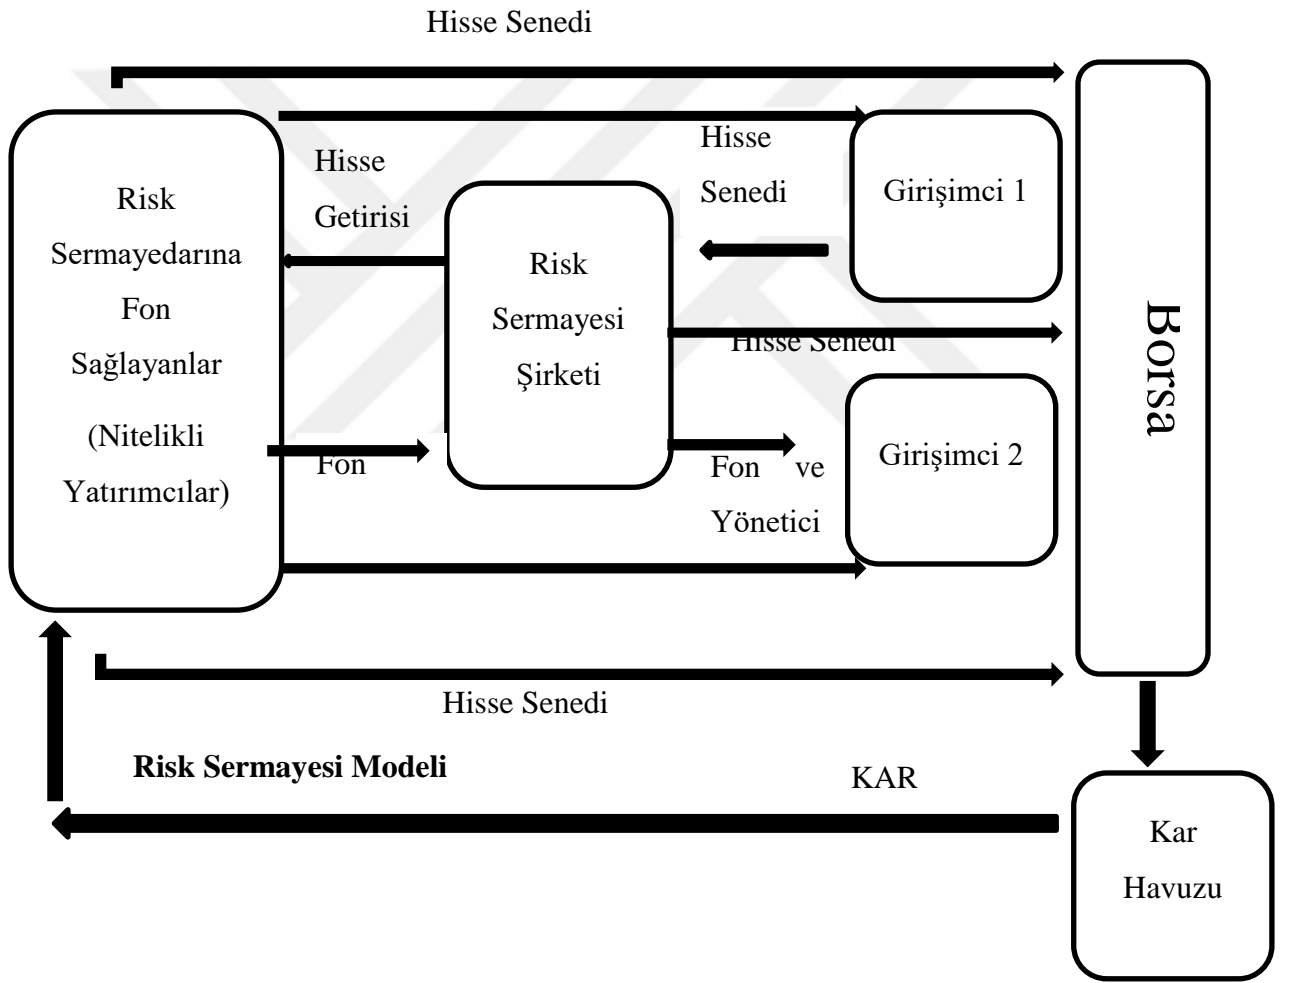 Hisse Senedi
Risk
Sermayedarına
Fon
Sağlayanlar
(Nitelikli
Yatırımcılar)
Hisse
Getirisi
Fon
Risk
Sermayesi
Şirketi
Hisse
Senedi
Hisse Senedi
Fon ve
Yönetici
Girişimci 1
Girişimci 2
Borsa
Hisse Senedi
Risk Sermayesi Modeli
KAR
Kar
Havuzu